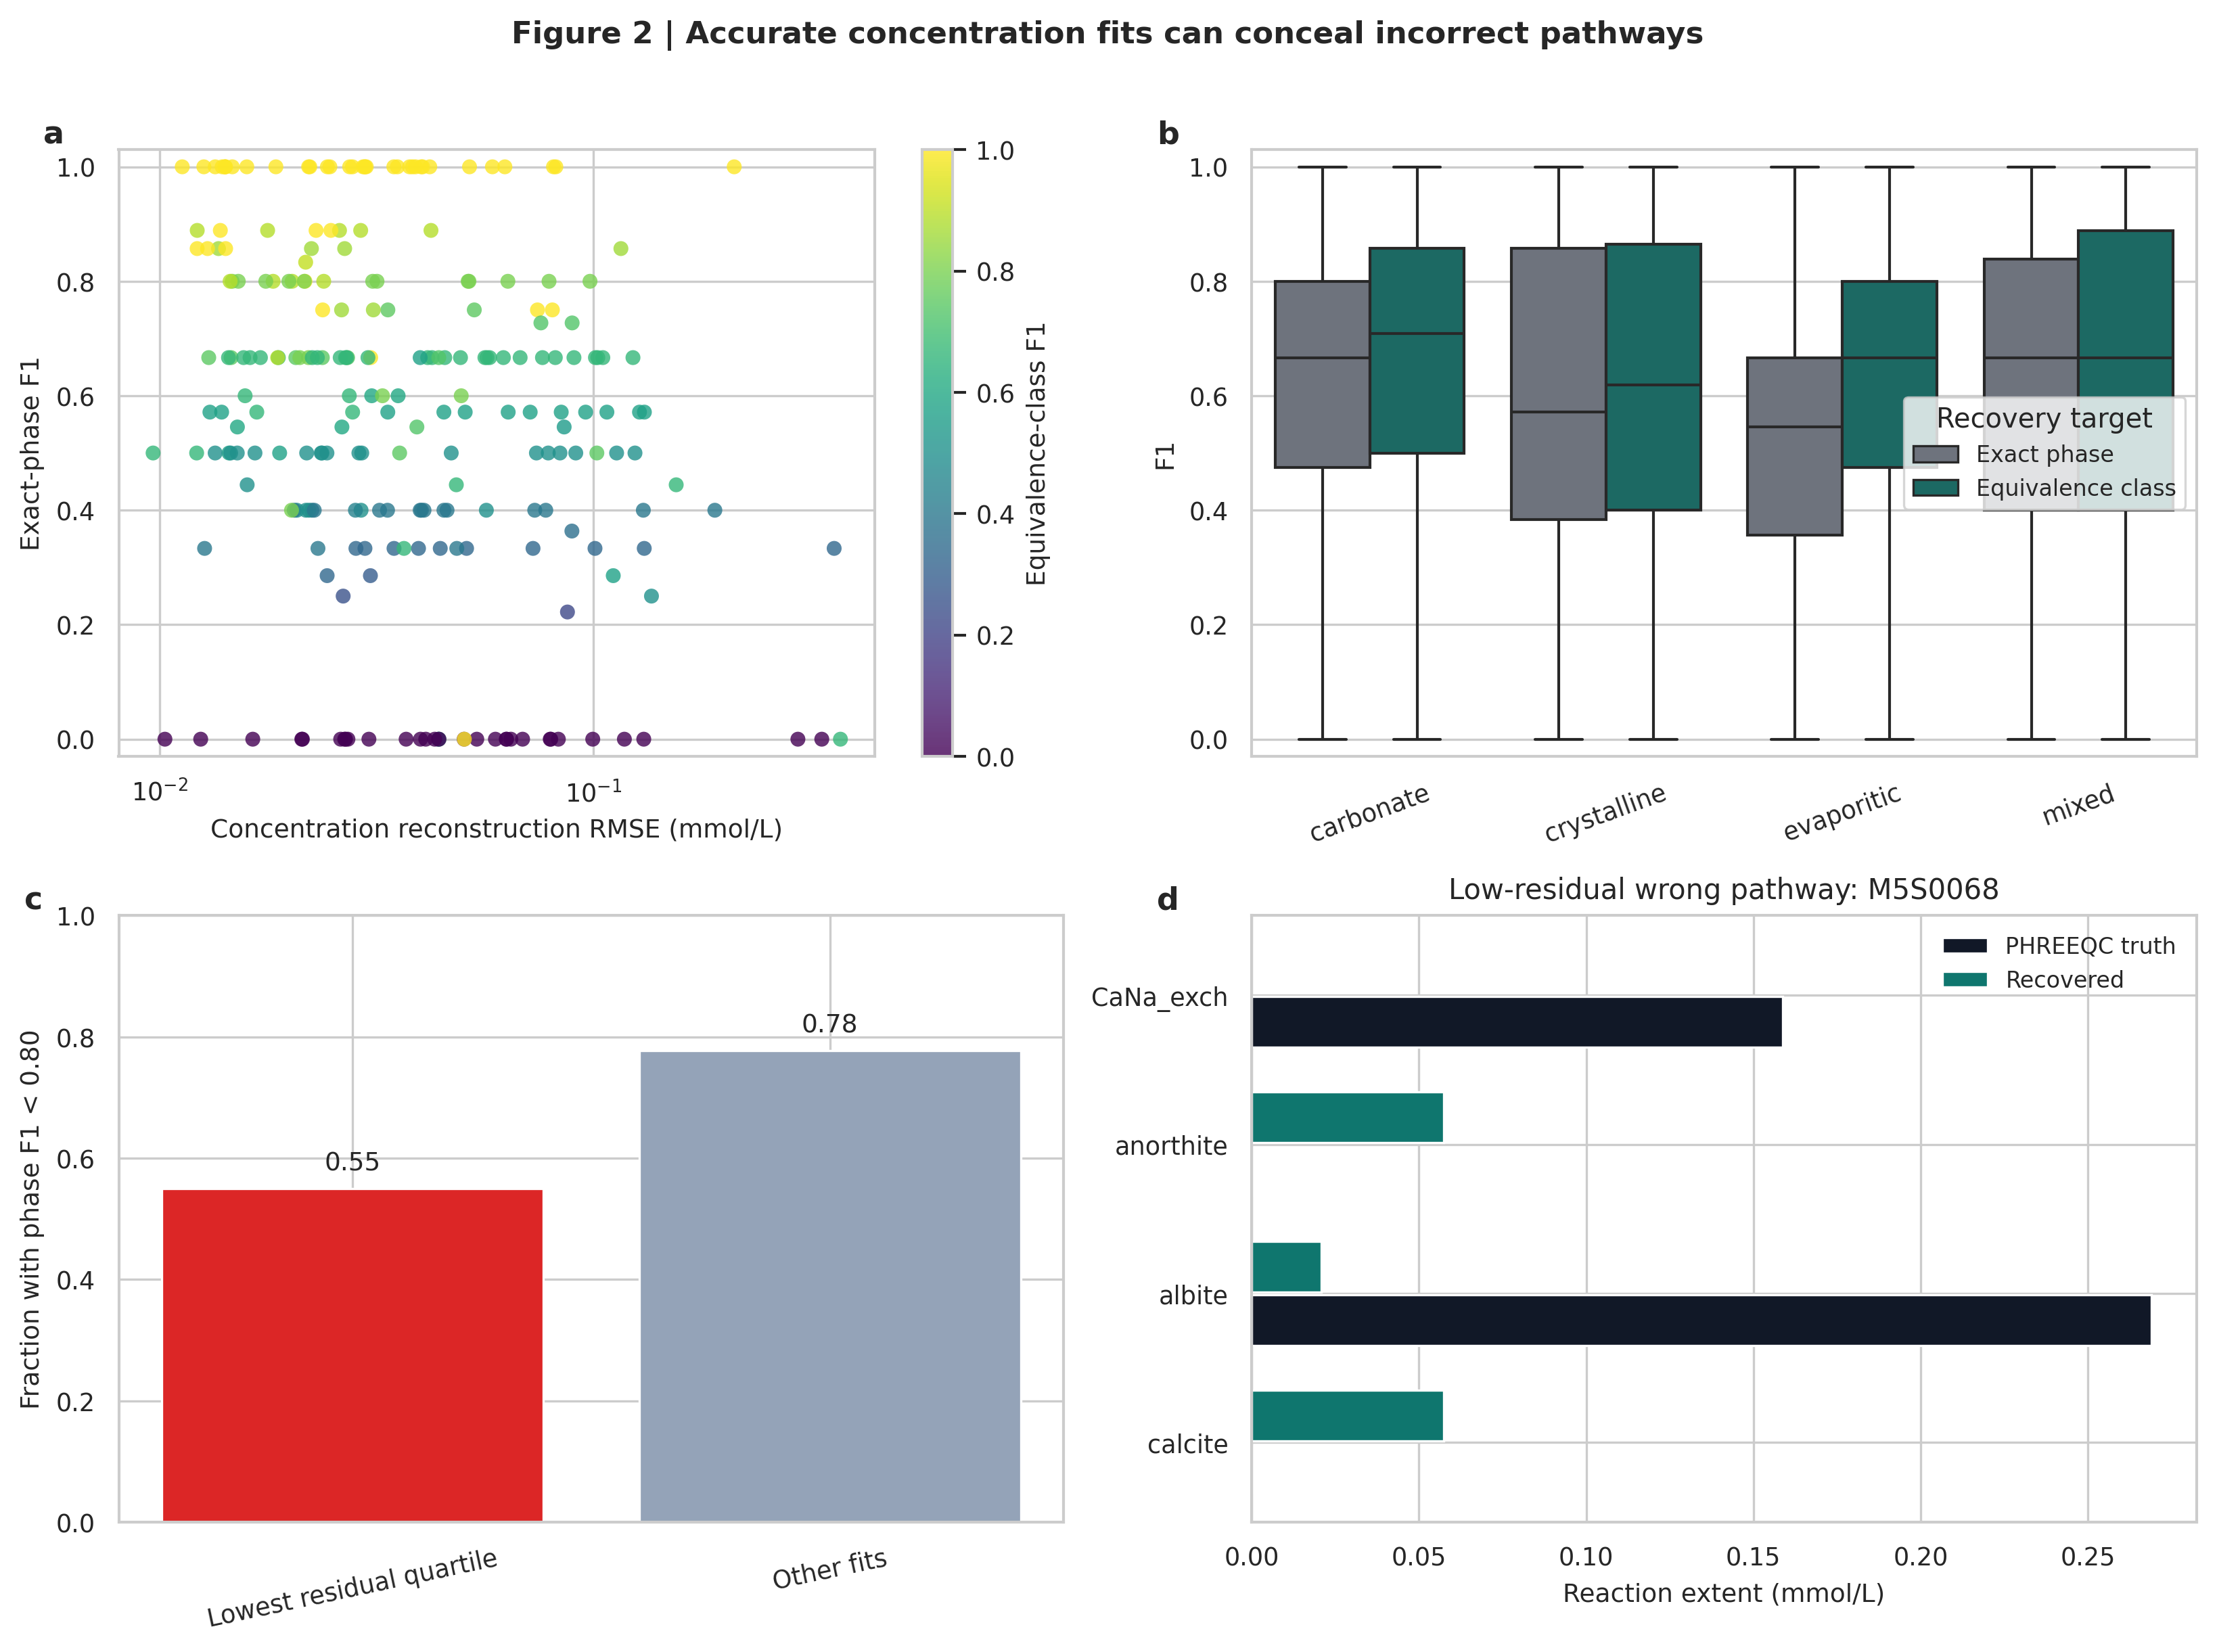 Figure 2 | Accurate concentration fits can conceal incorrect pathways
a
1.0
0.8
0.6
0.4
0.2
0.0
Exact-phase F1
10⁻²
10⁻¹
Concentration reconstruction RMSE (mmol/L)
1.0
0.8
0.6
0.4
0.2
0.0
Equivalence-class F1
b
1.0
0.8
0.6
0.4
0.2
0.0
F1
Recovery target
Exact phase
Equivalence class
carbonate
crystalline
evaporitic
mixed
c
1.0
0.8
0.6
0.4
0.2
0.0
Fraction with phase F1 < 0.80
0.55
0.78
Lowest residual quartile
Other fits
d
Low-residual wrong pathway: M5S0068
PHREEQC truth
Recovered
CaNa_exch
anorthite
albite
calcite
0.00
0.05
0.10
0.15
0.20
0.25
Reaction extent (mmol/L)